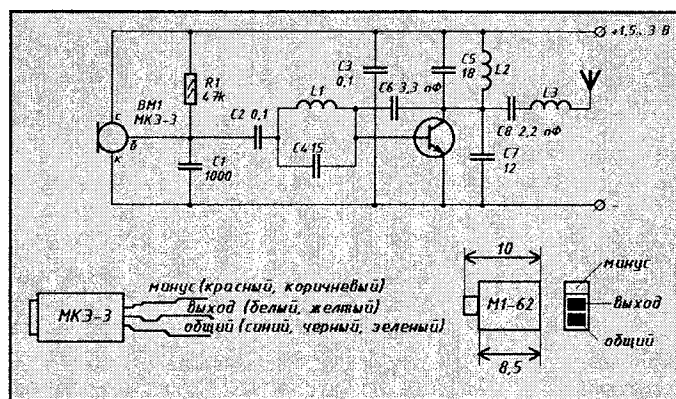 +1,5...3 В
BM1
МКЭ-3
с
б
к
R1
4,7к
C1
1000
C2 0,1
L1
C4 15
C3
0,1
C6 3,3 пФ
C5
18
L2
C8 2,2 пФ
L3
C7
12
-
МКЭ-3
минус (красный, коричневый)
выход (белый, желтый)
общий (синий, черный, зеленый)
10
М1-62
8,5
минус
выход
общий